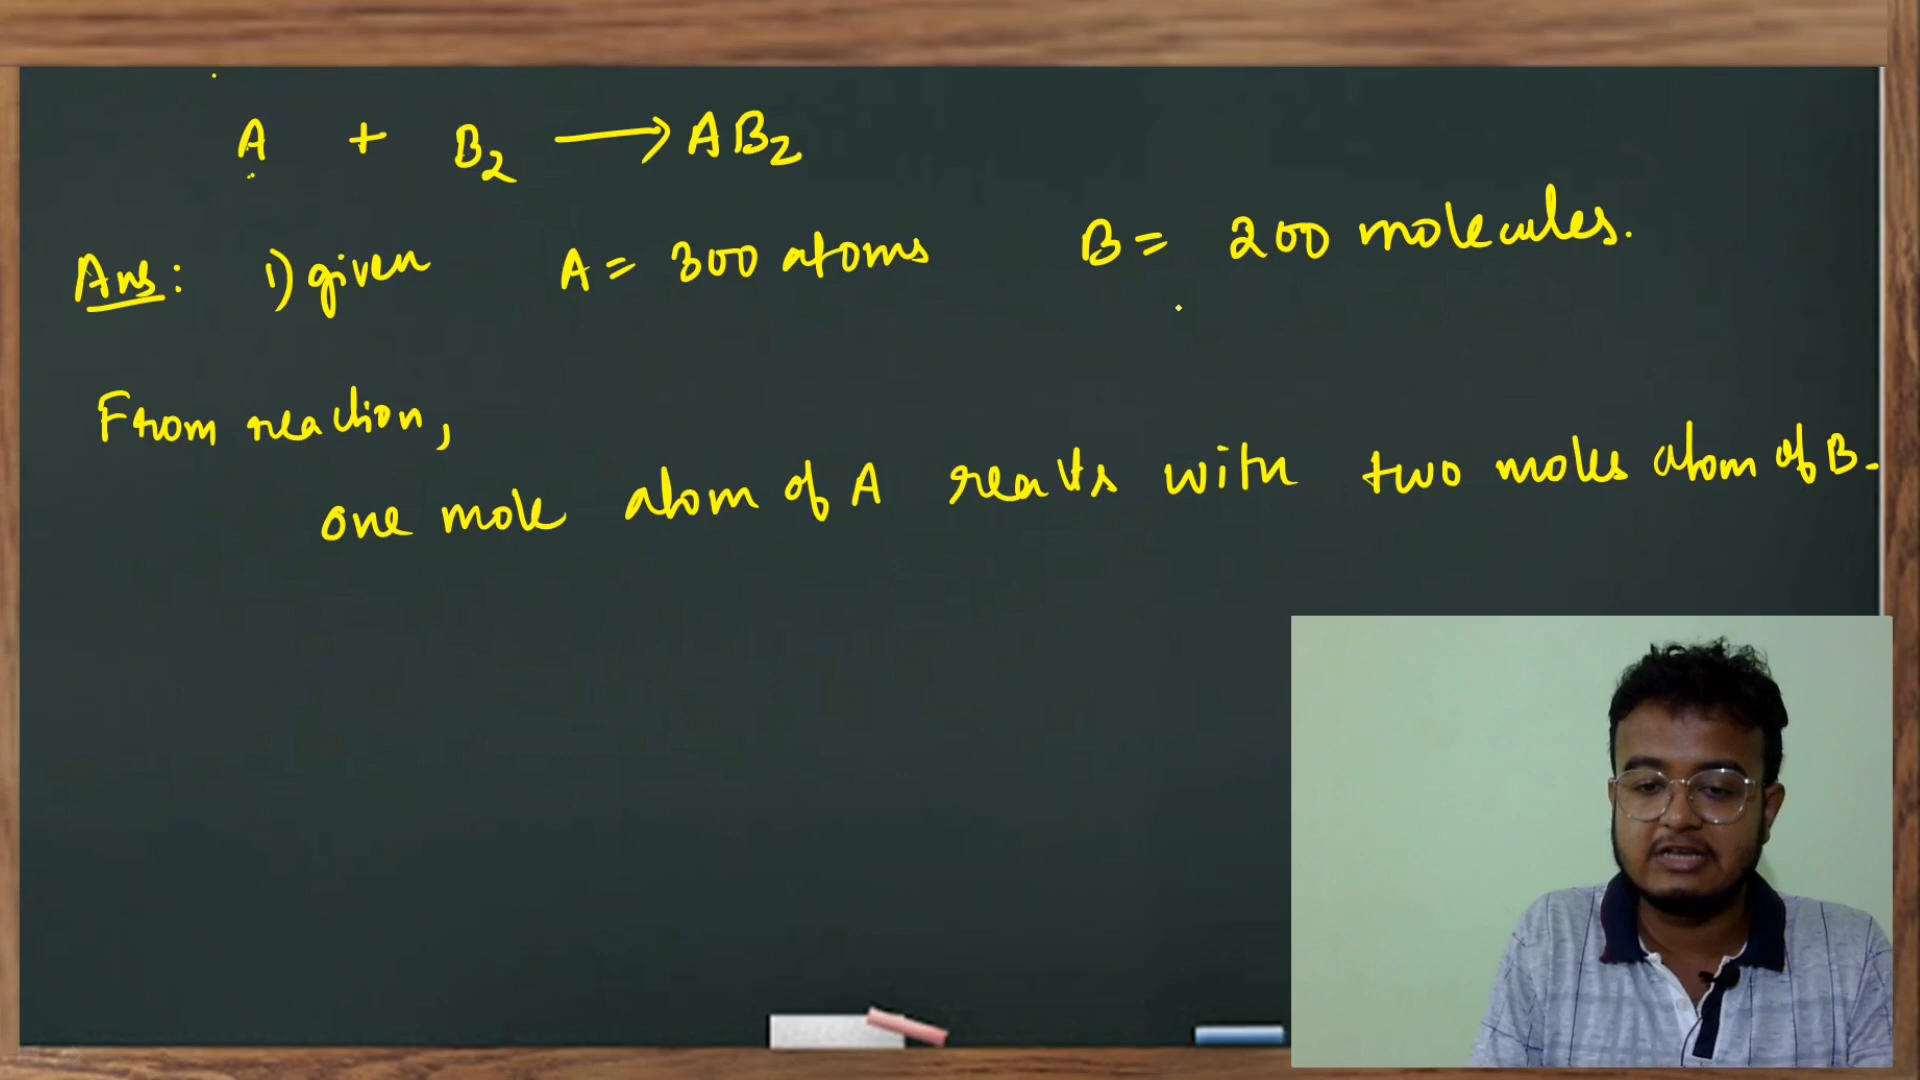 A + B₂ ⟶ AB₂
Ans: 1) given A = 300 atoms B = 200 molecules.
From reaction,
one mole atom of A reacts with two moles atom of B.